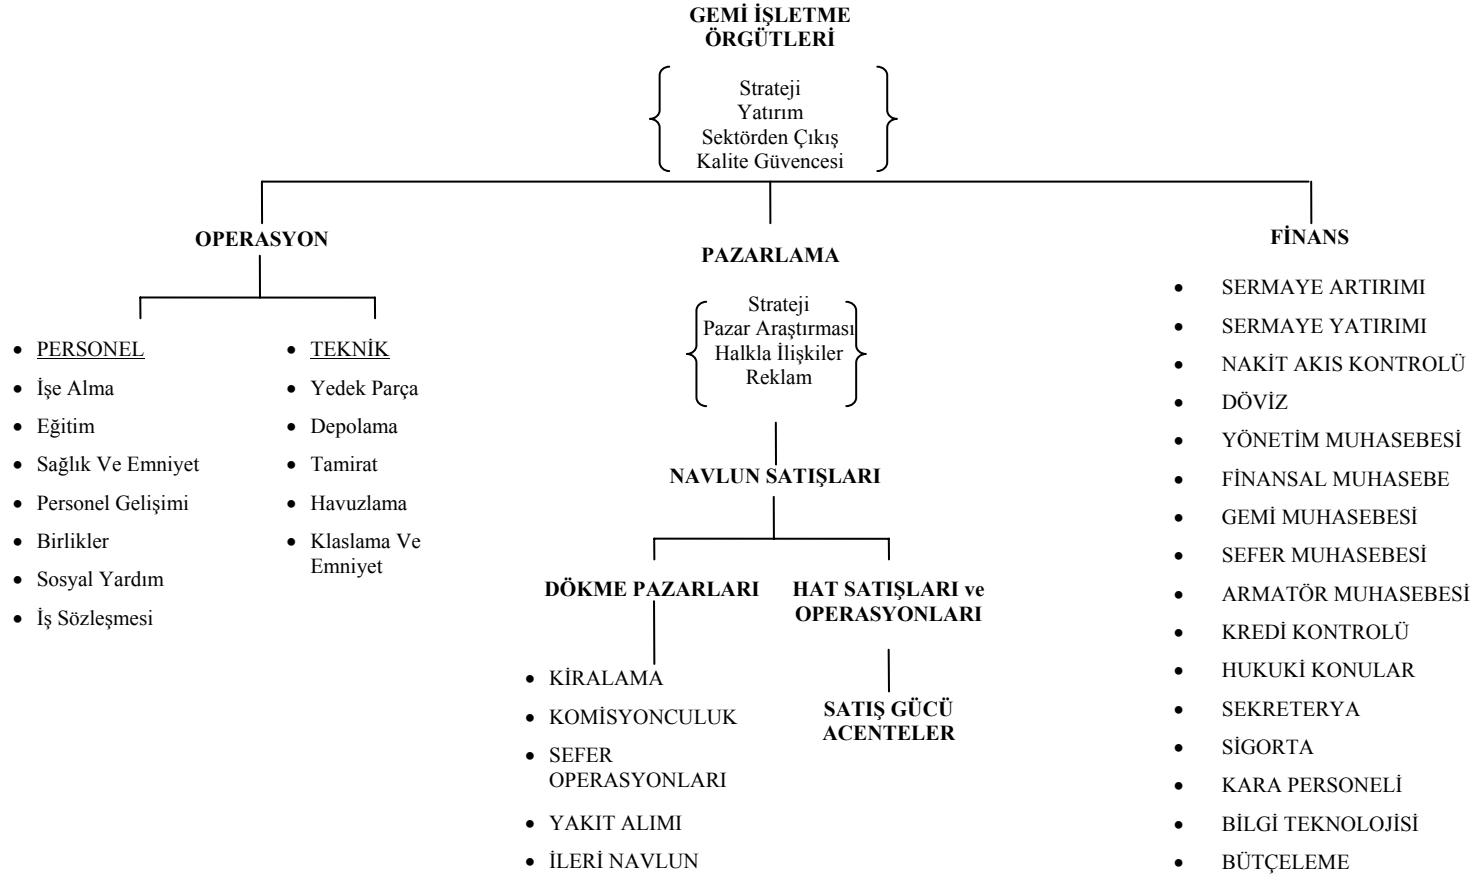 GEMİ İŞLETME
ÖRGÜTLERİ
Strateji
Yatırım
Sektörden Çıkış
Kalite Güvencesi
OPERASYON
• PERSONEL
• İşe Alma
• Eğitim
• Sağlık Ve Emniyet
• Personel Gelişimi
• Birlikler
• Sosyal Yardım
• İş Sözleşmesi
• TEKNİK
• Yedek Parça
• Depolama
• Tamirat
• Havuzlama
• Klaslama Ve
Emniyet
PAZARLAMA
Strateji
Pazar Araştırması
Halkla İlişkiler
Reklam
NAVLUN SATIŞLARI
DÖKME PAZARLARI
• KİRALAMA
• KOMİSYONCULUK
• SEFER
OPERASYONLARI
• YAKIT ALIMI
• İLERİ NAVLUN
HAT SATIŞLARI ve
OPERASYONLARI
SATIŞ GÜCÜ
ACENTELER
FİNANS
• SERMAYE ARTIRIMI
• SERMAYE YATIRIMI
• NAKİT AKIS KONTROLÜ
• DÖVİZ
• YÖNETİM MUHASEBESİ
• FİNANSAL MUHASEBE
• GEMİ MUHASEBESİ
• SEFER MUHASEBESİ
• ARMATÖR MUHASEBESİ
• KREDİ KONTROLÜ
• HUKUKİ KONULAR
• SEKRETERYA
• SİGORTA
• KARA PERSONELİ
• BİLGİ TEKNOLOJİSİ
• BÜTÇELEME